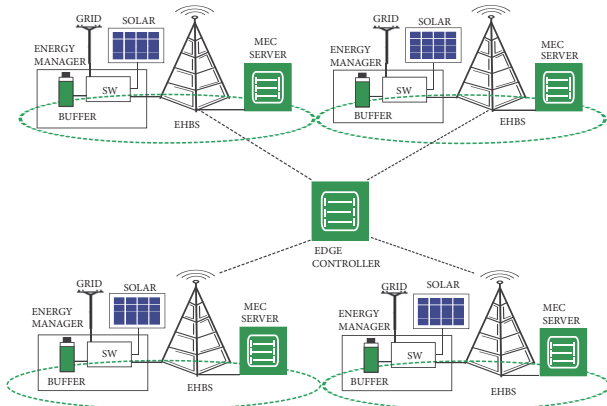 GRID
SOLAR
ENERGY
MANAGER
MEC
SERVER
SW
BUFFER
EHBS
GRID
SOLAR
ENERGY
MANAGER
MEC
SERVER
SW
BUFFER
EHBS
EDGE
CONTROLLER
GRID
SOLAR
ENERGY
MANAGER
MEC
SERVER
SW
BUFFER
EHBS
GRID
SOLAR
ENERGY
MANAGER
MEC
SERVER
SW
BUFFER
EHBS